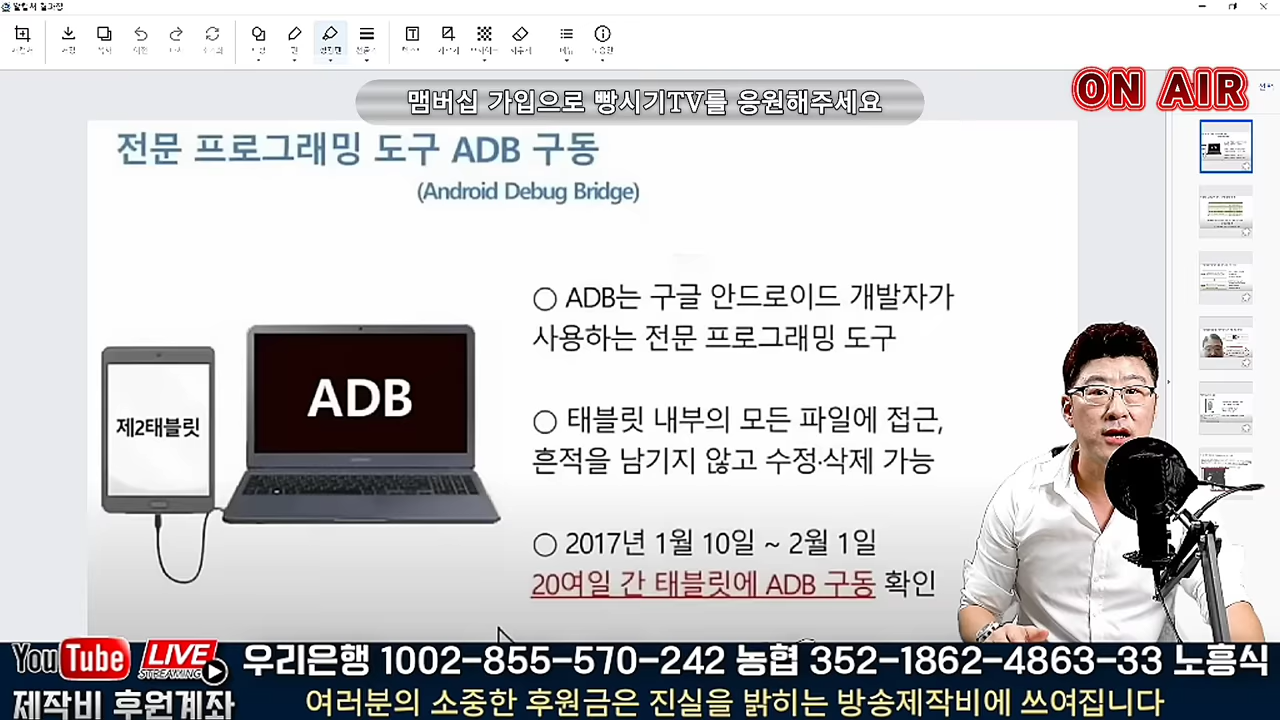 맴버십 가입으로 빵시기TV를 응원해주세요
ON AIR
전문 프로그래밍 도구 ADB 구동
(Android Debug Bridge)
제2태블릿
ADB
○ ADB는 구글 안드로이드 개발자가
사용하는 전문 프로그래밍 도구
○ 태블릿 내부의 모든 파일에 접근,
흔적을 남기지 않고 수정·삭제 가능
○ 2017년 1월 10일 ~ 2월 1일
20여일 간 태블릿에 ADB 구동 확인
YouTube LIVE STREAMING
우리은행 1002-855-570-242 농협 352-1862-4863-33 노흥식
제작비 후원계좌
여러분의 소중한 후원금은 진실을 밝히는 방송제작비에 쓰여집니다